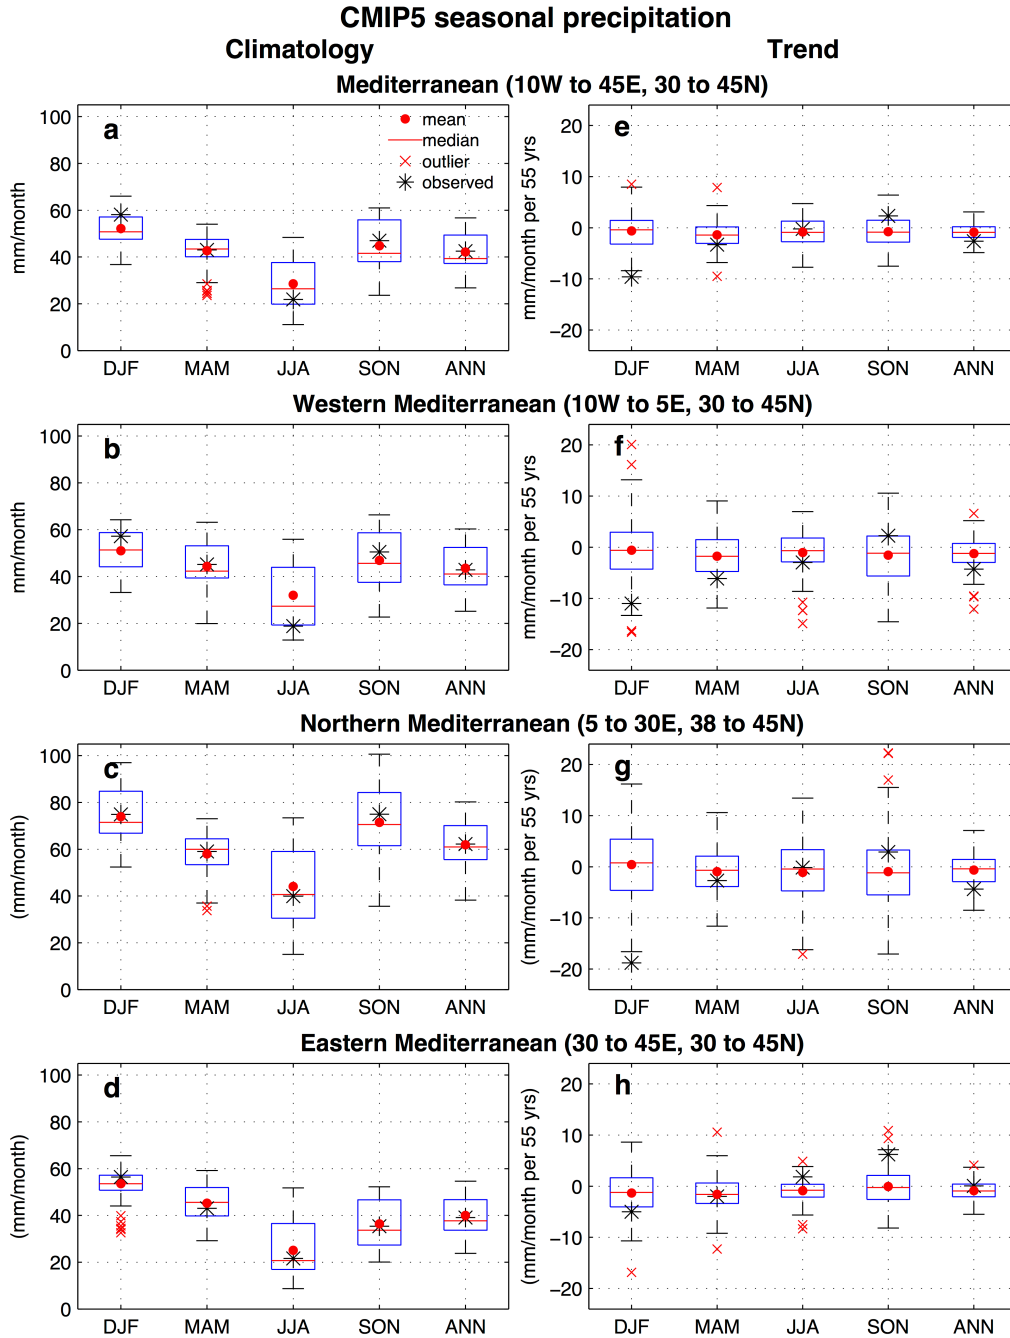 CMIP5 seasonal precipitation
Climatology Trend
Mediterranean (10W to 45E, 30 to 45N)
a
mean
median
outlier
observed
mm/month
100
80
60
40
20
0
DJF MAM JJA SON ANN
e
mm/month per 55 yrs
20
10
0
−10
−20
DJF MAM JJA SON ANN
Western Mediterranean (10W to 5E, 30 to 45N)
b
mm/month
100
80
60
40
20
0
DJF MAM JJA SON ANN
f
mm/month per 55 yrs
20
10
0
−10
−20
DJF MAM JJA SON ANN
Northern Mediterranean (5 to 30E, 38 to 45N)
c
(mm/month)
100
80
60
40
20
0
DJF MAM JJA SON ANN
g
(mm/month per 55 yrs)
20
10
0
−10
−20
DJF MAM JJA SON ANN
Eastern Mediterranean (30 to 45E, 30 to 45N)
d
(mm/month)
100
80
60
40
20
0
DJF MAM JJA SON ANN
h
(mm/month per 55 yrs)
20
10
0
−10
−20
DJF MAM JJA SON ANN